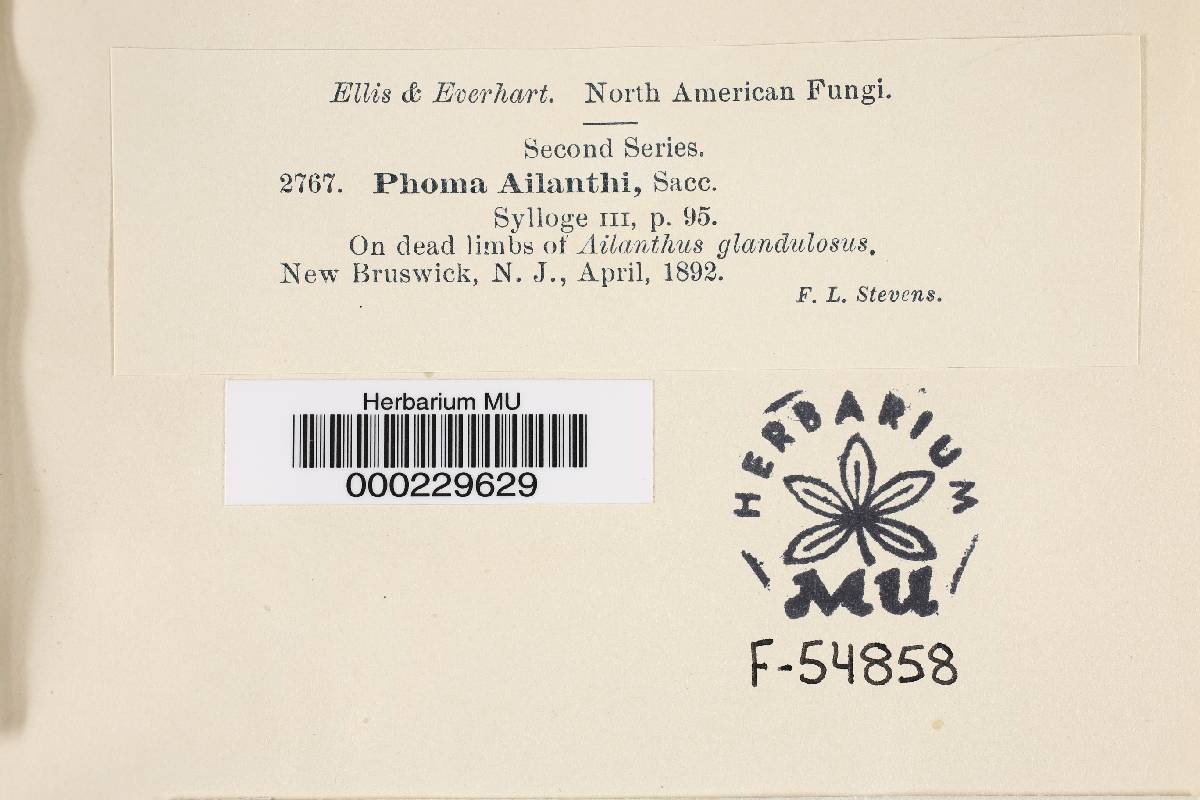 Ellis & Everhart. North American Fungi.
Second Series.
2767. Phoma Ailanthi, Sacc.
Sylloge III, p. 95.
On dead limbs of Ailanthus glandulosus.
New Bruswick, N. J., April, 1892.
F. L. Stevens.
Herbarium MU
000229629
HERBARIUM
MU
F-54858